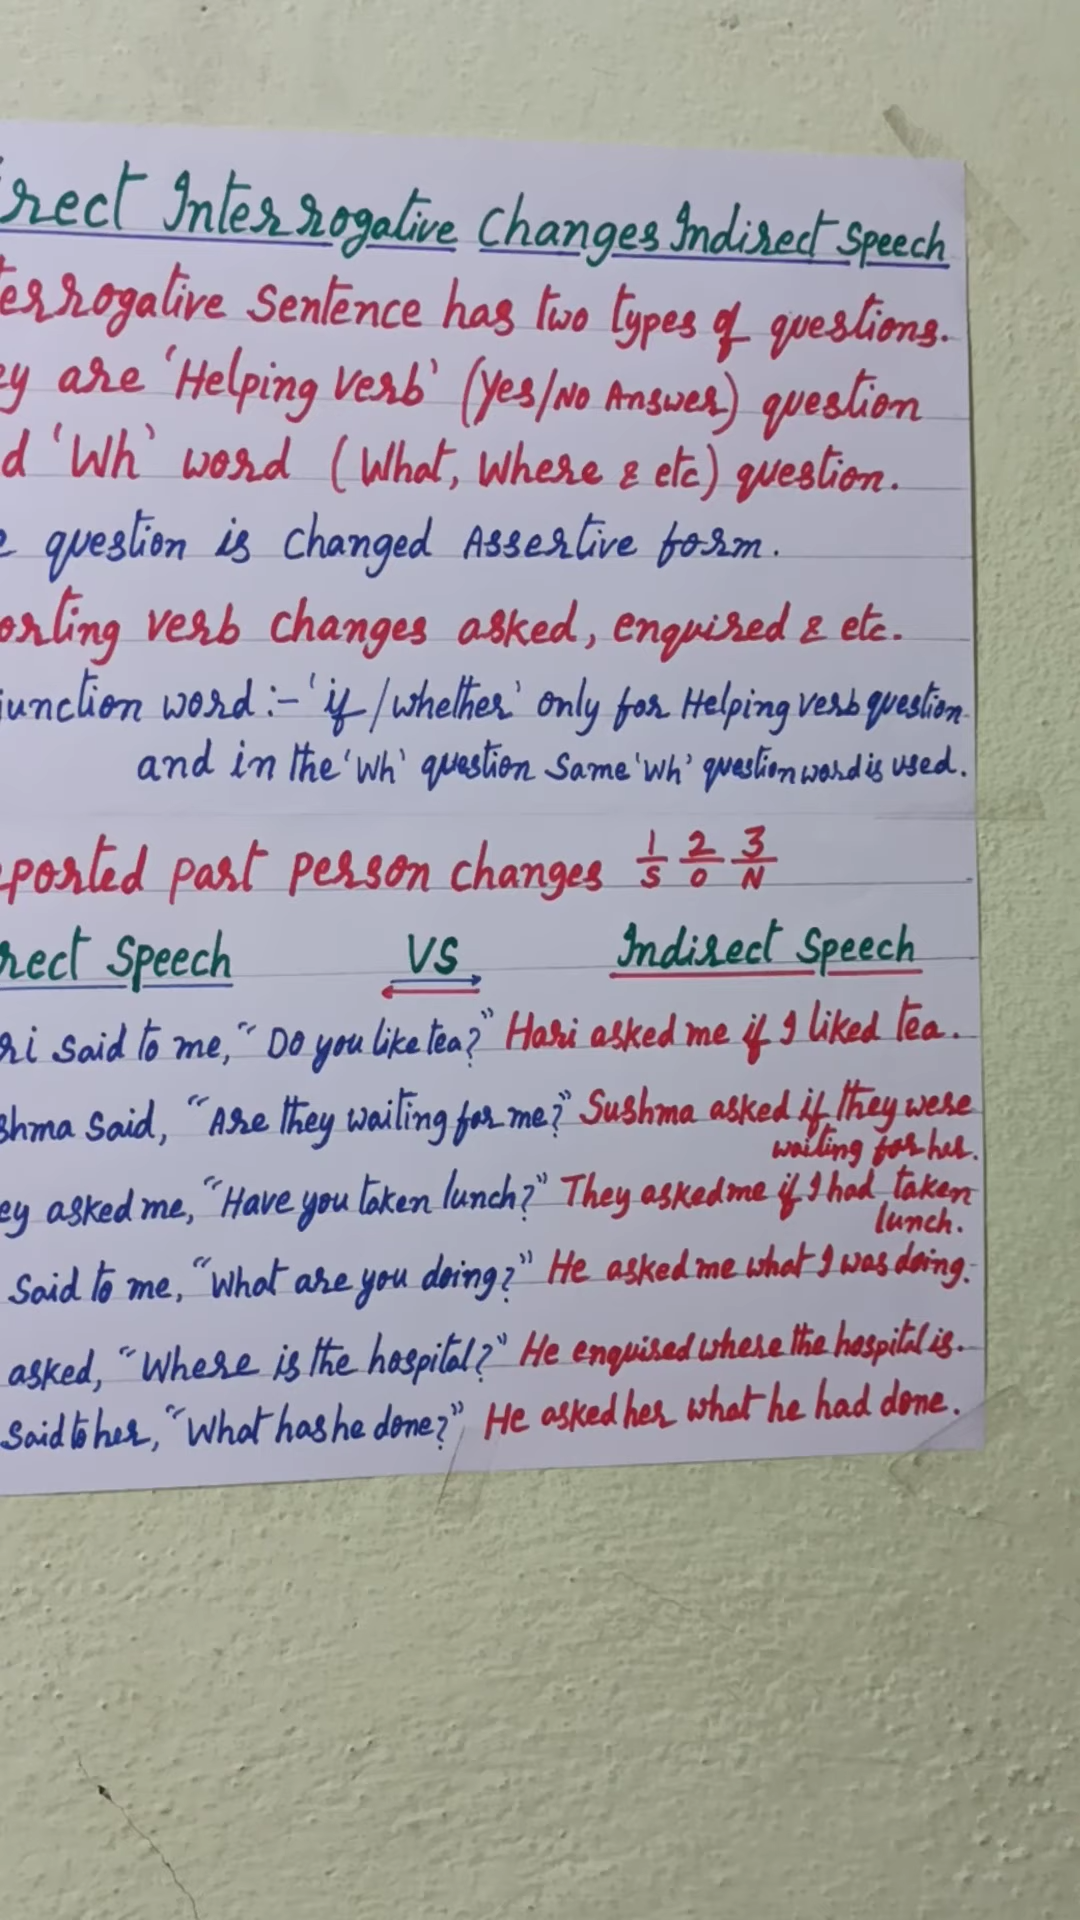 rect Interrogative Changes Indirect Speech
terrogative Sentence has two types of questions.
ey are 'Helping Verb' (Yes/No Answer) question
d 'Wh' word (What, Where & etc) question.
e question is changed Assertive form.
orting verb changes asked, enquired & etc.
junction word :- 'if /whether' only for Helping verb question
and in the 'Wh' question Same 'Wh' question word is used.
ported part person changes 1/S 2/O 3/N
rect Speech VS Indirect Speech
ri said to me, "Do you like tea?" Hari asked me if I liked tea.
shma Said, "Are they waiting for me?" Sushma asked if they were
waiting for her.
ey asked me, "Have you taken lunch?" They asked me if I had taken
lunch.
Said to me, "What are you doing?" He asked me what I was doing.
asked, "Where is the hospital?" He enquired where the hospital is.
Said to her, "What has he done?" He asked her what he had done.